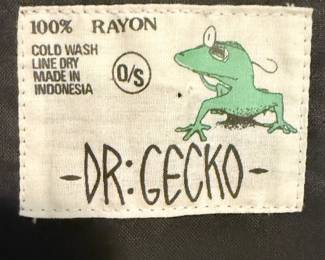 100% RAYON
COLD WASH
LINE DRY
MADE IN
INDONESIA
O/S
-DR:GECKO-